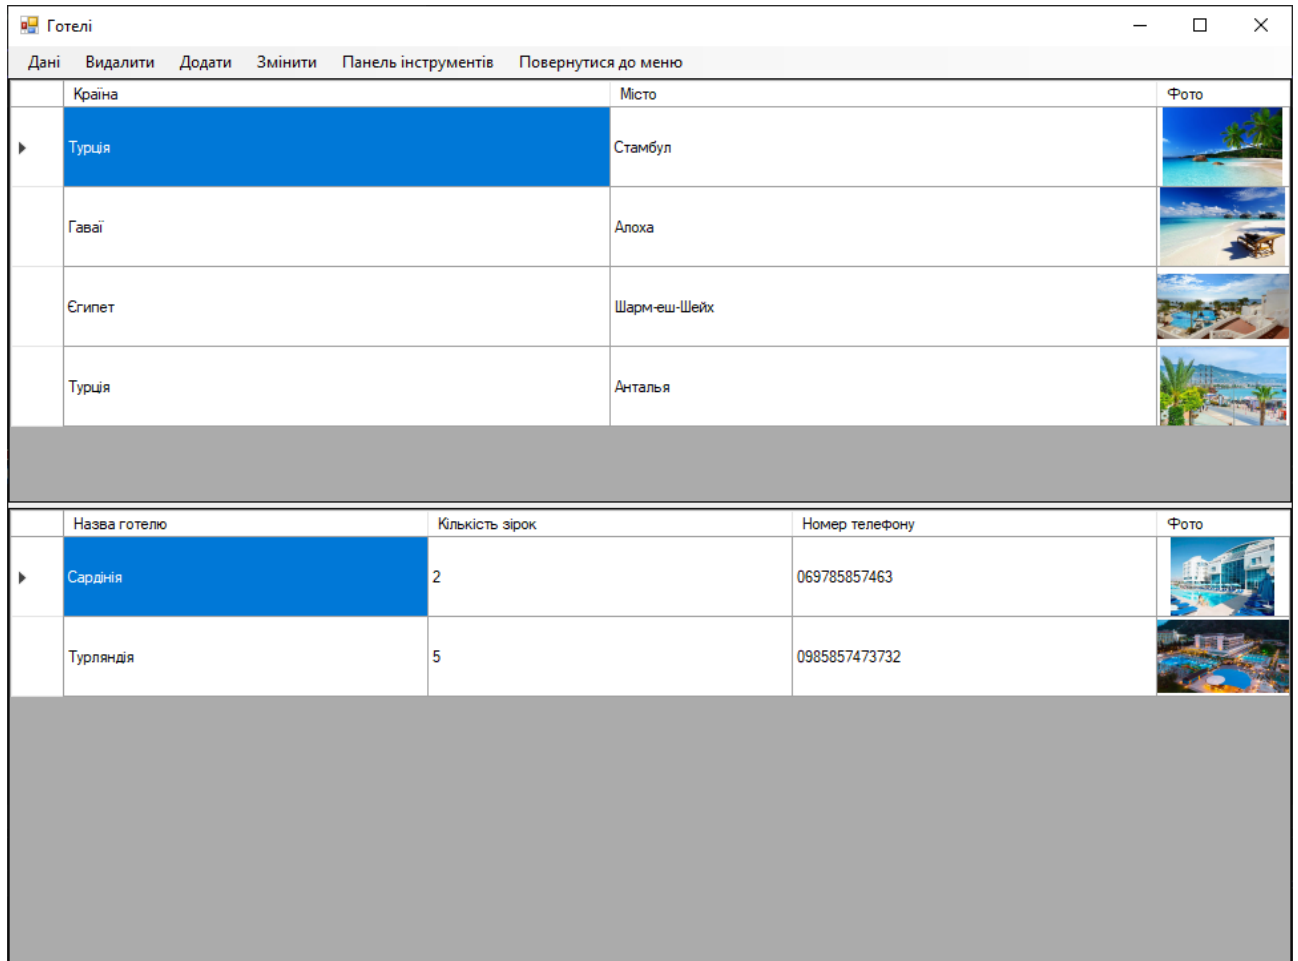 Готелі
Дані Видалити Додати Змінити Панель інструментів Повернутися до меню
Країна Місто Фото
Турція Стамбул
Гаваї Алоха
Єгипет Шарм-еш-Шейх
Турція Анталья
Назва готелю Кількість зірок Номер телефону Фото
Сардінія 2 069785857463
Турляндія 5 0985857473732